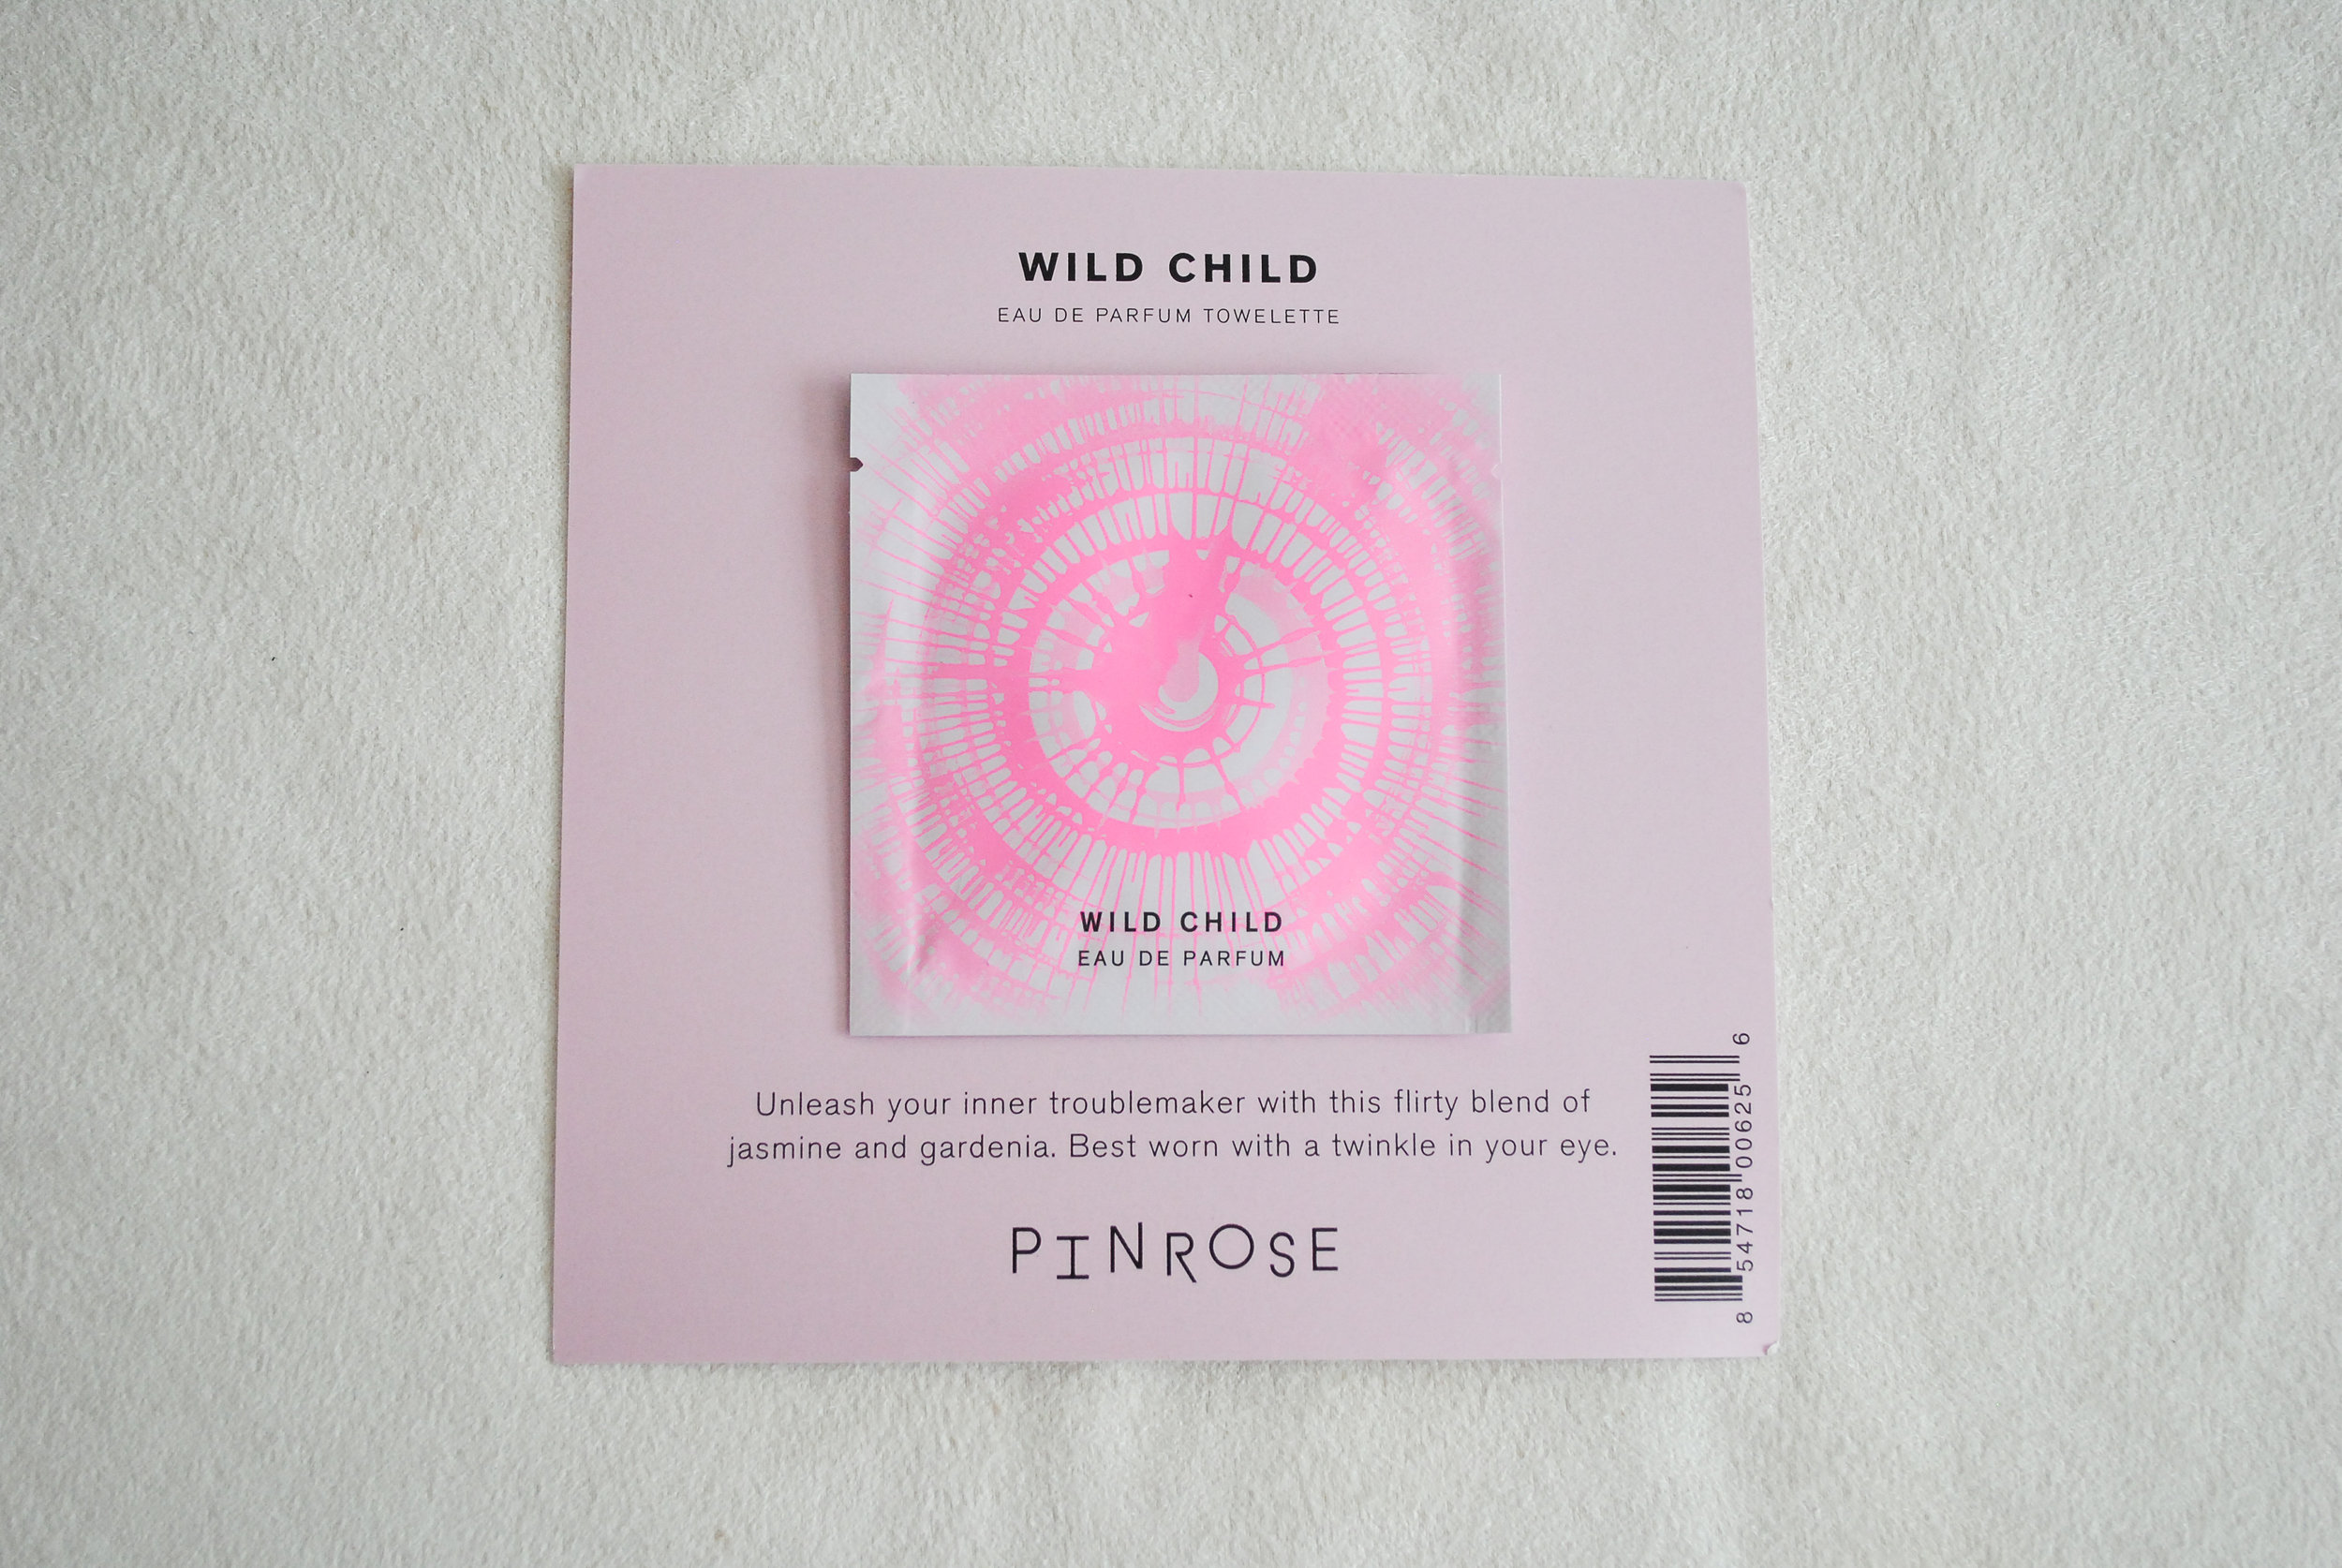 WILD CHILD
EAU DE PARFUM TOWELETTE
WILD CHILD
EAU DE PARFUM
Unleash your inner troublemaker with this flirty blend of
jasmine and gardenia. Best worn with a twinkle in your eye.
PINROSE
8 54718 00625 6